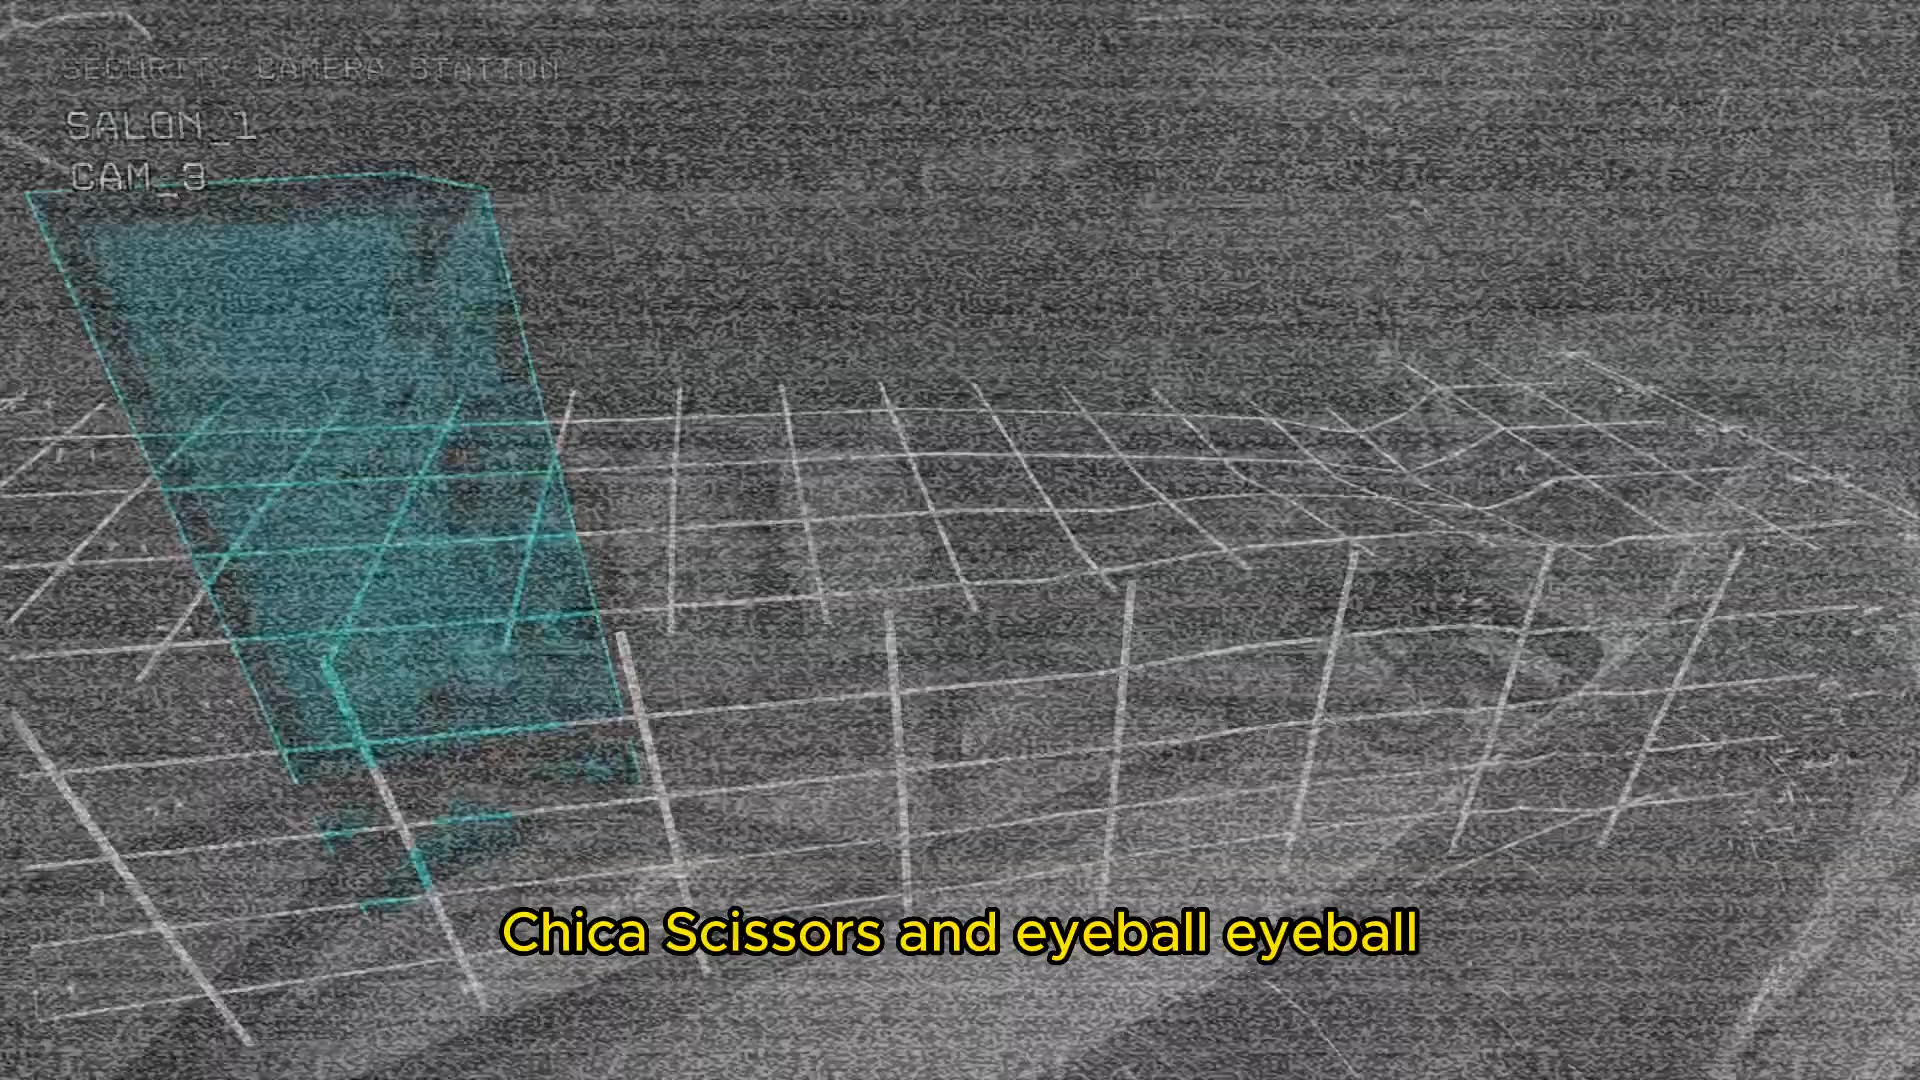 SECURITY CAMERA STATION
SALON_1
CAM_3
Chica Scissors and eyeball eyeball